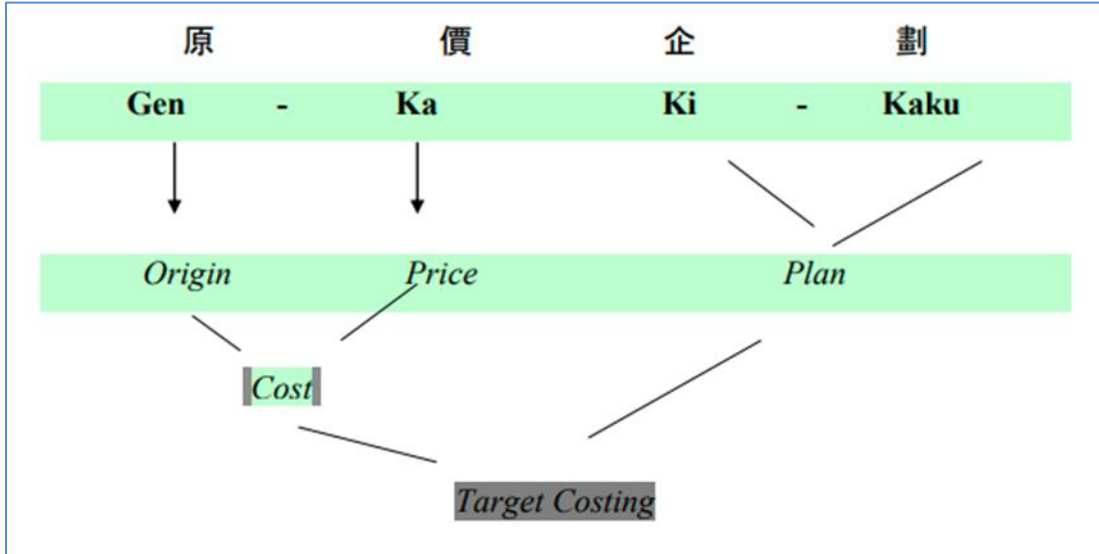 原 價 企 劃
Gen - Ka Ki - Kaku
Origin Price Plan
Cost
Target Costing